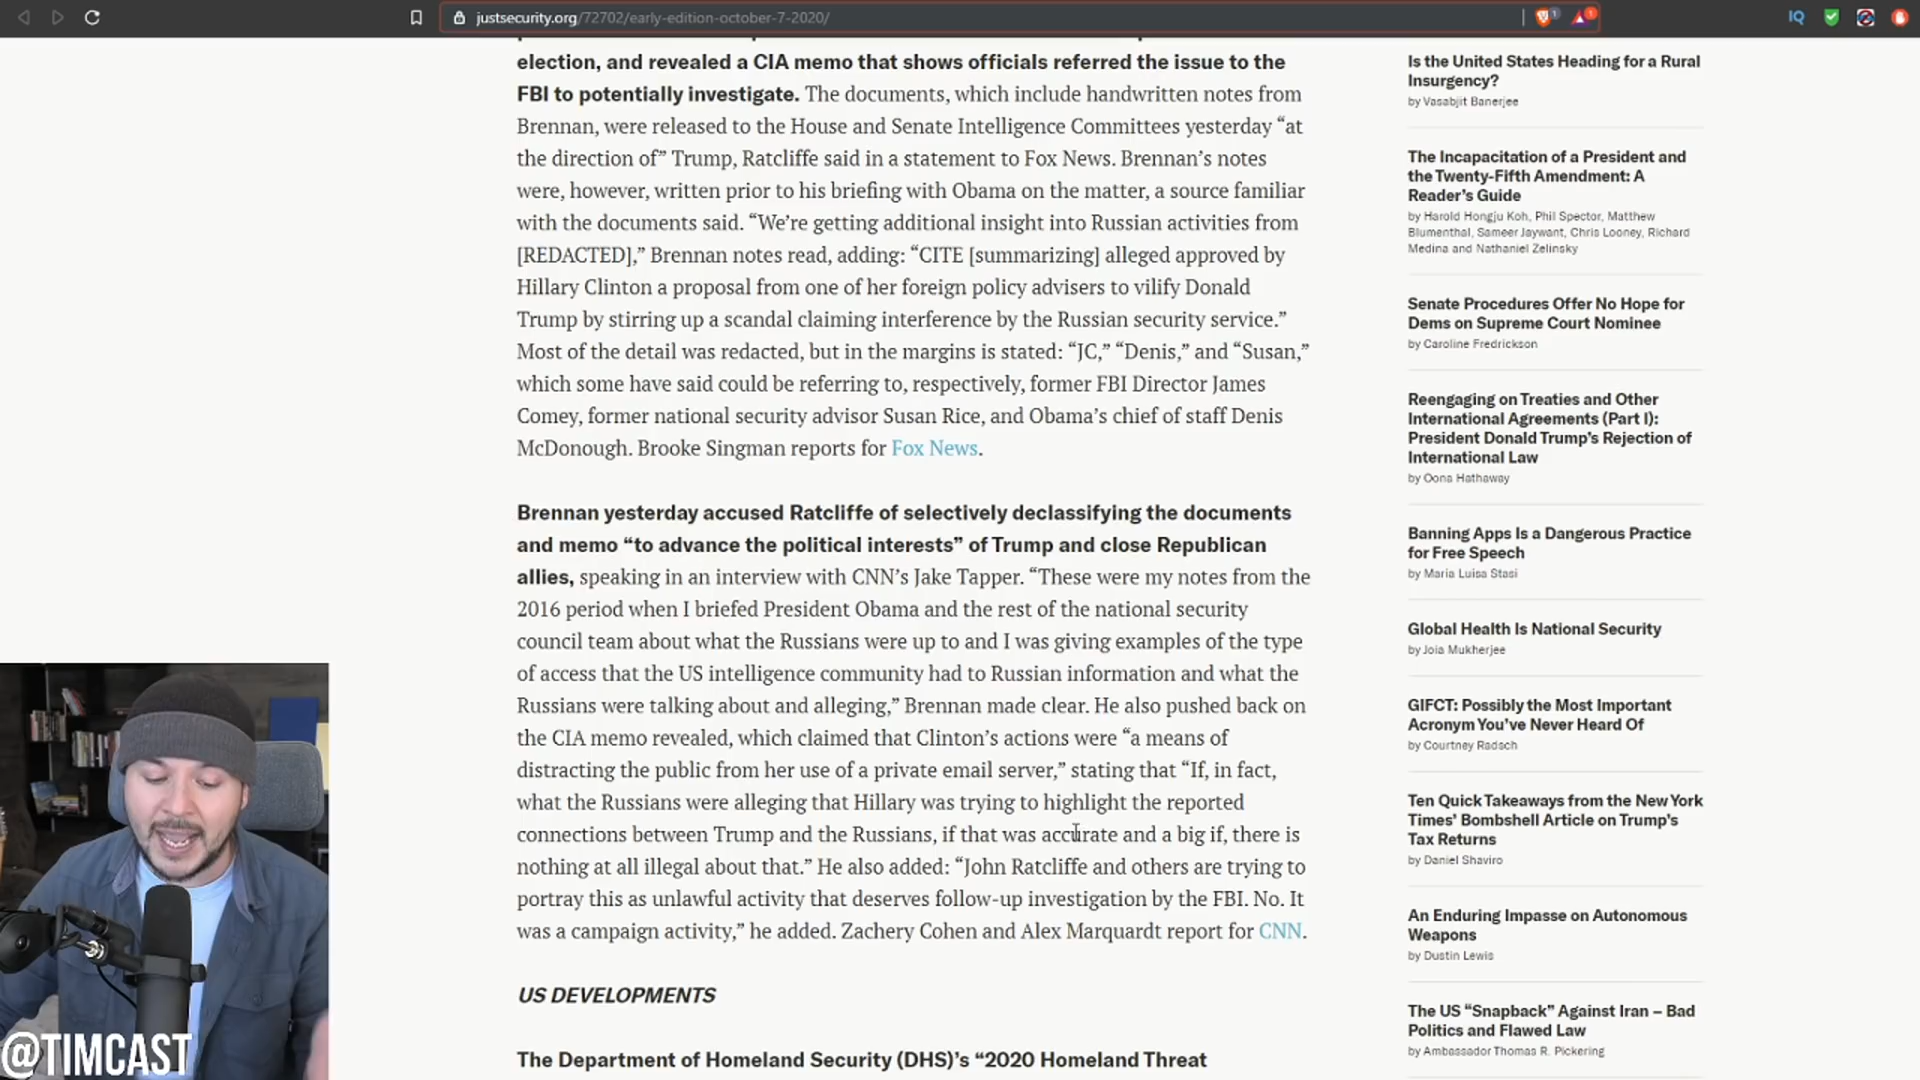 justsecurity.org/72702/early-edition-october-7-2020/
1
1
IQ
election, and revealed a CIA memo that shows officials referred the issue to the
FBI to potentially investigate. The documents, which include handwritten notes from
Brennan, were released to the House and Senate Intelligence Committees yesterday “at
the direction of” Trump, Ratcliffe said in a statement to Fox News. Brennan’s notes
were, however, written prior to his briefing with Obama on the matter, a source familiar
with the documents said. “We’re getting additional insight into Russian activities from
[REDACTED],” Brennan notes read, adding: “CITE [summarizing] alleged approved by
Hillary Clinton a proposal from one of her foreign policy advisers to vilify Donald
Trump by stirring up a scandal claiming interference by the Russian security service.”
Most of the detail was redacted, but in the margins is stated: “JC,” “Denis,” and “Susan,”
which some have said could be referring to, respectively, former FBI Director James
Comey, former national security advisor Susan Rice, and Obama’s chief of staff Denis
McDonough. Brooke Singman reports for Fox News.
Brennan yesterday accused Ratcliffe of selectively declassifying the documents
and memo “to advance the political interests” of Trump and close Republican
allies, speaking in an interview with CNN’s Jake Tapper. “These were my notes from the
2016 period when I briefed President Obama and the rest of the national security
council team about what the Russians were up to and I was giving examples of the type
of access that the US intelligence community had to Russian information and what the
Russians were talking about and alleging,” Brennan made clear. He also pushed back on
the CIA memo revealed, which claimed that Clinton’s actions were “a means of
distracting the public from her use of a private email server,” stating that “If, in fact,
what the Russians were alleging that Hillary was trying to highlight the reported
connections between Trump and the Russians, if that was accurate and a big if, there is
nothing at all illegal about that.” He also added: “John Ratcliffe and others are trying to
portray this as unlawful activity that deserves follow-up investigation by the FBI. No. It
was a campaign activity,” he added. Zachery Cohen and Alex Marquardt report for CNN.
US DEVELOPMENTS
The Department of Homeland Security (DHS)’s “2020 Homeland Threat
Is the United States Heading for a Rural
Insurgency?
by Vasabjit Banerjee
The Incapacitation of a President and
the Twenty-Fifth Amendment: A
Reader’s Guide
by Harold Hongju Koh, Phil Spector, Matthew
Blumenthal, Sameer Jaywant, Chris Looney, Richard
Medina and Nathaniel Zelinsky
Senate Procedures Offer No Hope for
Dems on Supreme Court Nominee
by Caroline Fredrickson
Reengaging on Treaties and Other
International Agreements (Part I):
President Donald Trump’s Rejection of
International Law
by Oona Hathaway
Banning Apps Is a Dangerous Practice
for Free Speech
by Maria Luisa Stasi
Global Health Is National Security
by Joia Mukherjee
GIFCT: Possibly the Most Important
Acronym You’ve Never Heard Of
by Courtney Radsch
Ten Quick Takeaways from the New York
Times’ Bombshell Article on Trump’s
Tax Returns
by Daniel Shaviro
An Enduring Impasse on Autonomous
Weapons
by Dustin Lewis
The US “Snapback” Against Iran – Bad
Politics and Flawed Law
by Ambassador Thomas R. Pickering
@TIMCAST